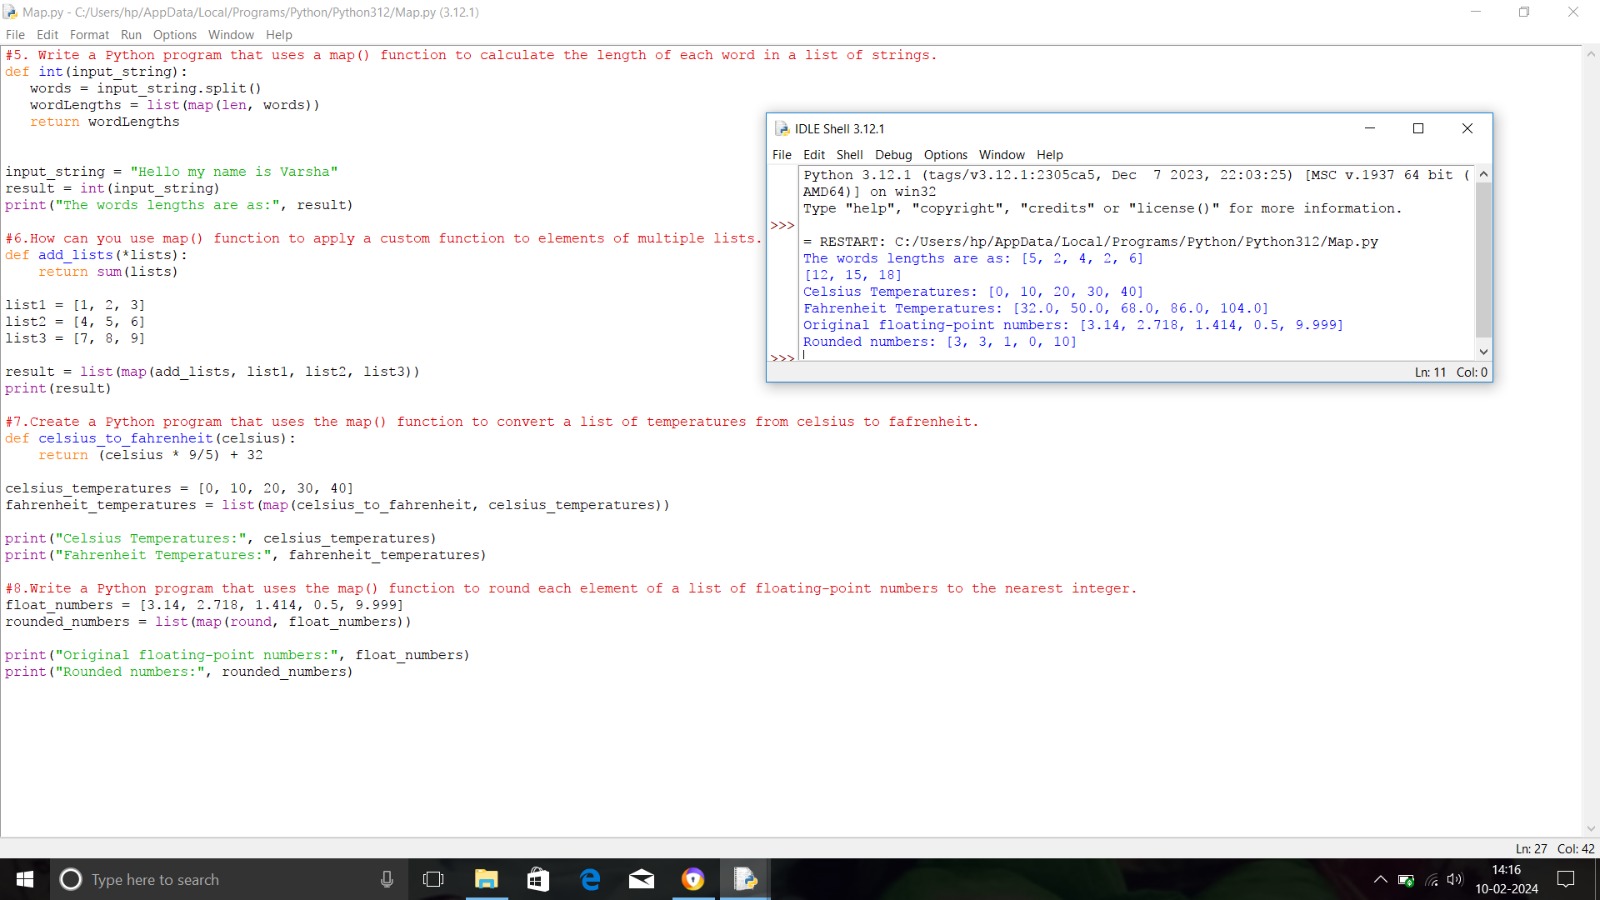 Map.py - C:/Users/hp/AppData/Local/Programs/Python/Python312/Map.py (3.12.1)
File Edit Format Run Options Window Help
#5. Write a Python program that uses a map() function to calculate the length of each word in a list of strings.
def int(input_string):
   words = input_string.split()
   wordLengths = list(map(len, words))
   return wordLengths
input_string = "Hello my name is Varsha"
result = int(input_string)
print("The words lengths are as:", result)
#6.How can you use map() function to apply a custom function to elements of multiple lists.
def add_lists(*lists):
    return sum(lists)
list1 = [1, 2, 3]
list2 = [4, 5, 6]
list3 = [7, 8, 9]
result = list(map(add_lists, list1, list2, list3))
print(result)
#7.Create a Python program that uses the map() function to convert a list of temperatures from celsius to fafrenheit.
def celsius_to_fahrenheit(celsius):
    return (celsius * 9/5) + 32
celsius_temperatures = [0, 10, 20, 30, 40]
fahrenheit_temperatures = list(map(celsius_to_fahrenheit, celsius_temperatures))
print("Celsius Temperatures:", celsius_temperatures)
print("Fahrenheit Temperatures:", fahrenheit_temperatures)
#8.Write a Python program that uses the map() function to round each element of a list of floating-point numbers to the nearest integer.
float_numbers = [3.14, 2.718, 1.414, 0.5, 9.999]
rounded_numbers = list(map(round, float_numbers))
print("Original floating-point numbers:", float_numbers)
print("Rounded numbers:", rounded_numbers)
IDLE Shell 3.12.1
File Edit Shell Debug Options Window Help
Python 3.12.1 (tags/v3.12.1:2305ca5, Dec  7 2023, 22:03:25) [MSC v.1937 64 bit (
AMD64)] on win32
Type "help", "copyright", "credits" or "license()" for more information.
>>>
= RESTART: C:/Users/hp/AppData/Local/Programs/Python/Python312/Map.py
The words lengths are as: [5, 2, 4, 2, 6]
[12, 15, 18]
Celsius Temperatures: [0, 10, 20, 30, 40]
Fahrenheit Temperatures: [32.0, 50.0, 68.0, 86.0, 104.0]
Original floating-point numbers: [3.14, 2.718, 1.414, 0.5, 9.999]
Rounded numbers: [3, 3, 1, 0, 10]
>>>
Ln: 11 Col: 0
Ln: 27 Col: 42
Type here to search
14:16
10-02-2024